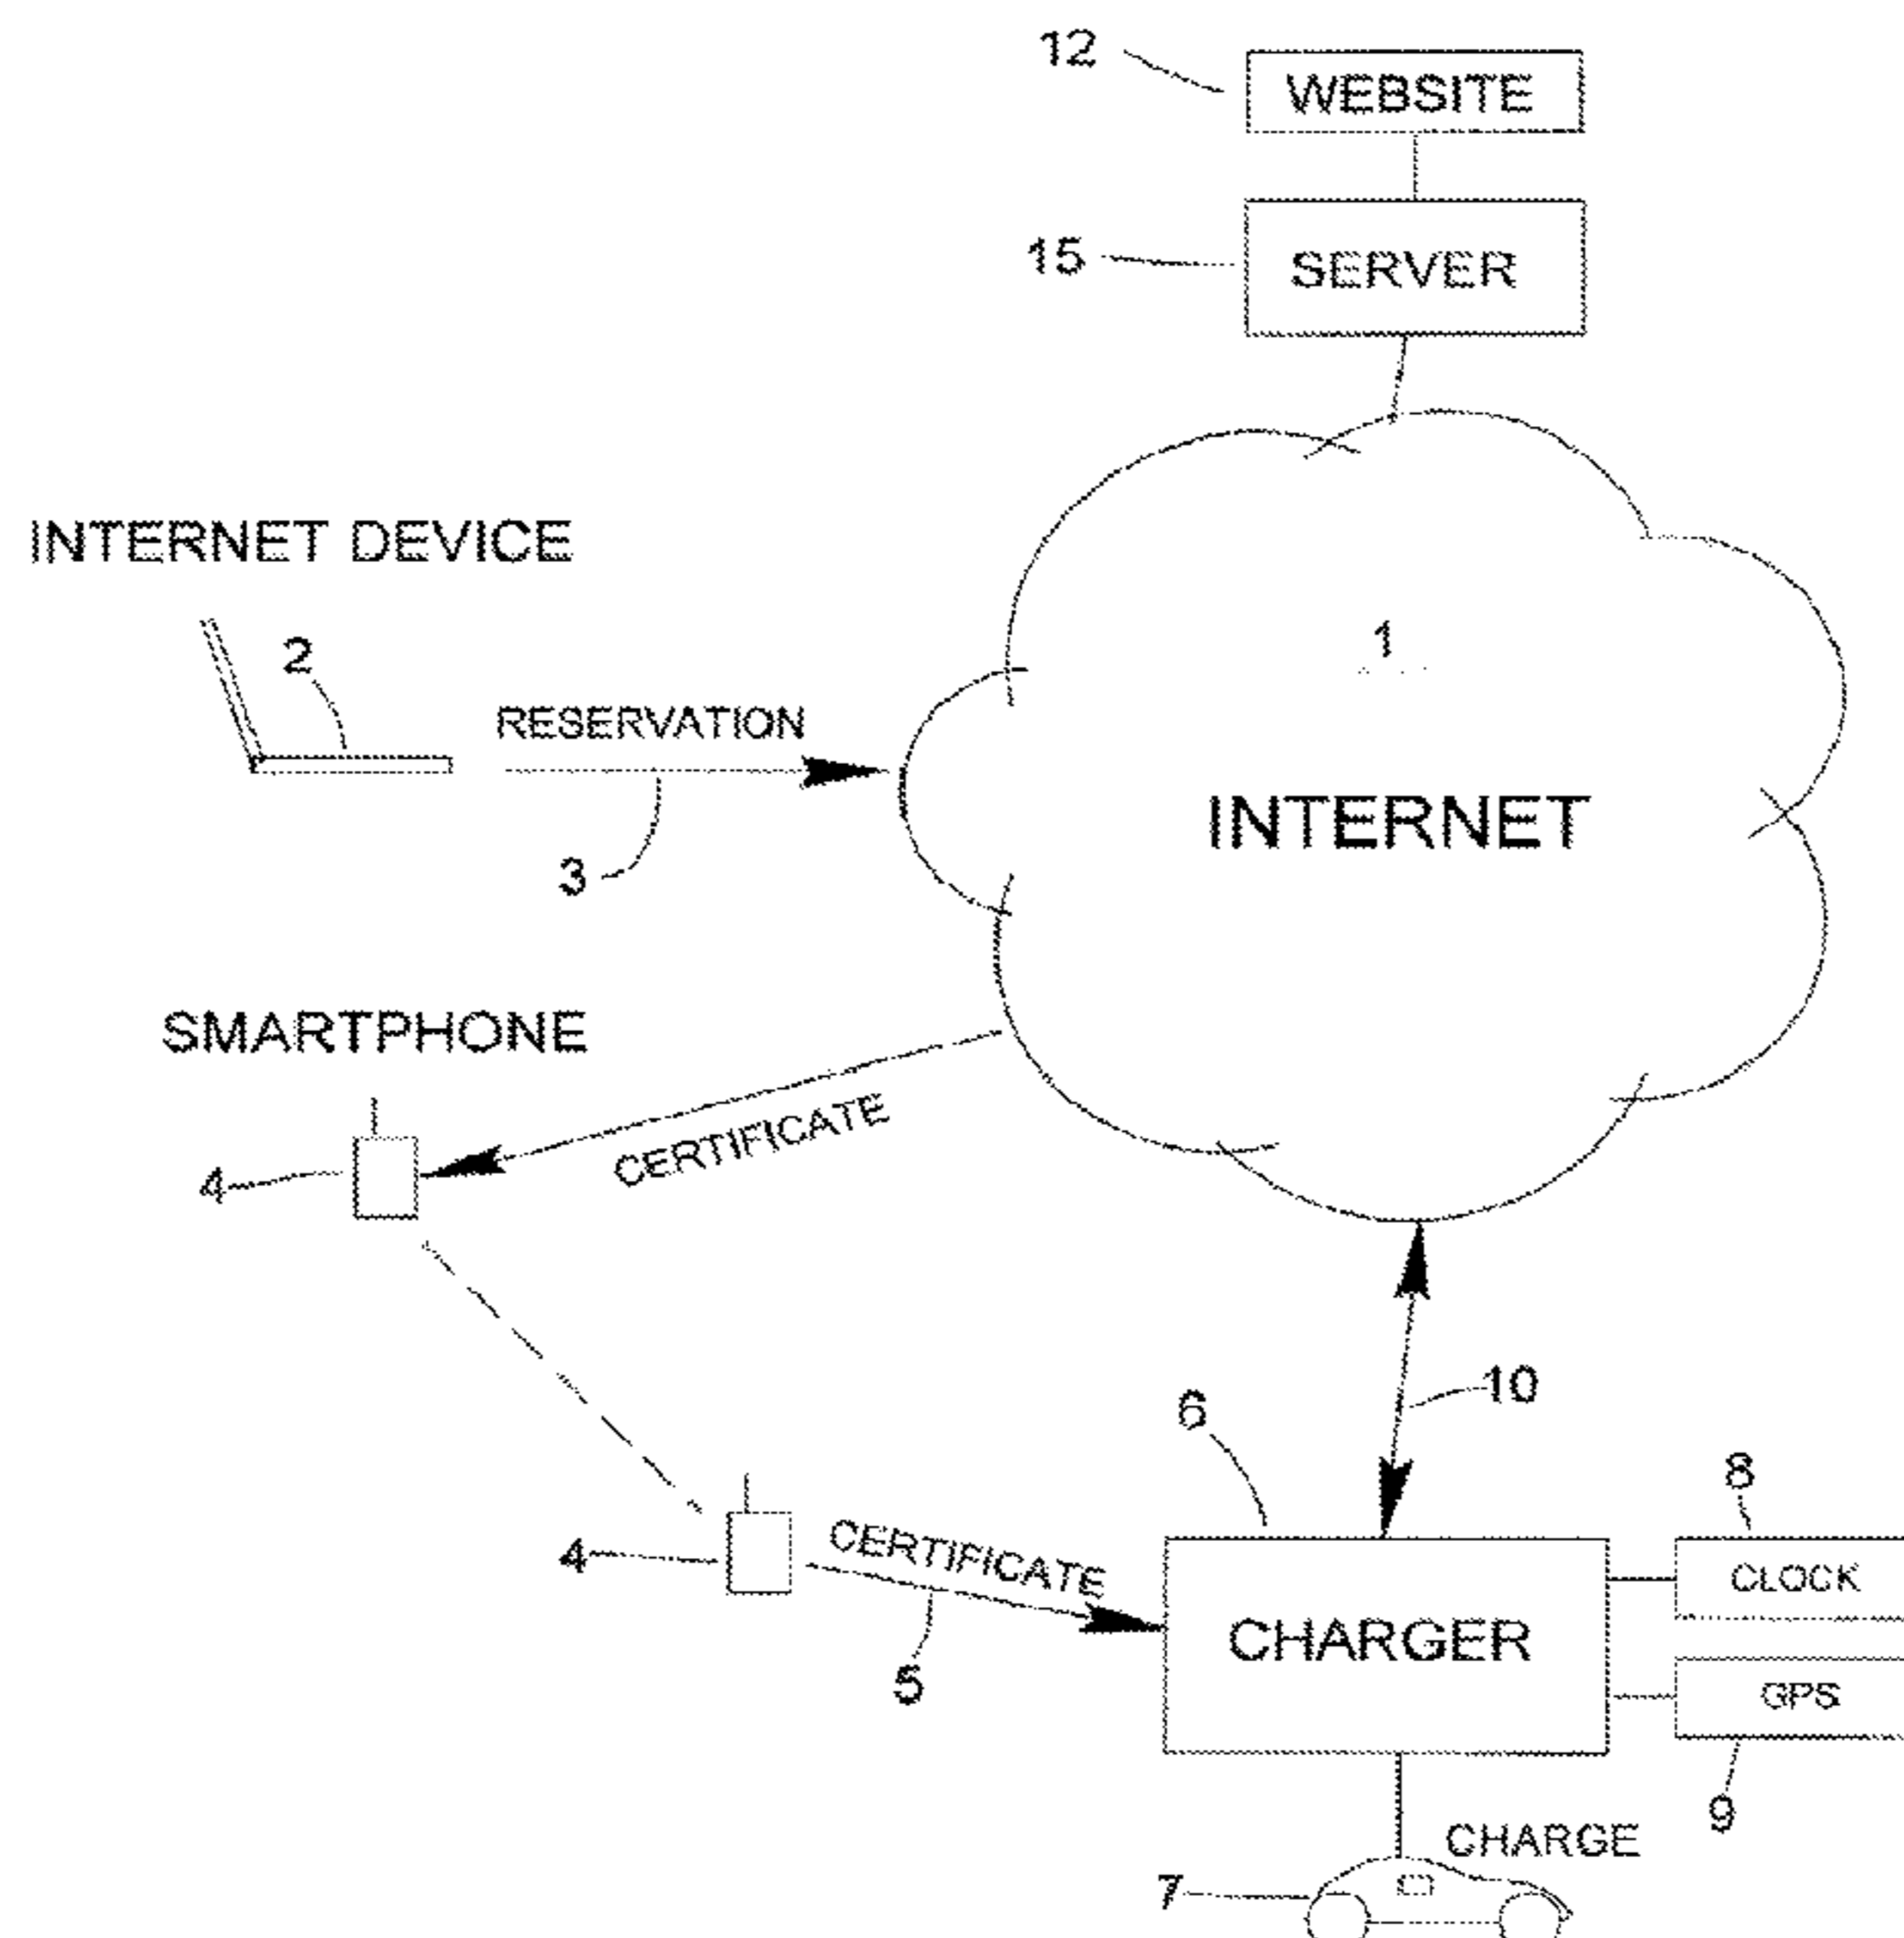 12
WEBSITE
15
SERVER
INTERNET DEVICE
2
RESERVATION
3
1
INTERNET
SMARTPHONE
4
CERTIFICATE
10
6
8
4
CERTIFICATE
5
CHARGER
CLOCK
GPS
9
CHARGE
7